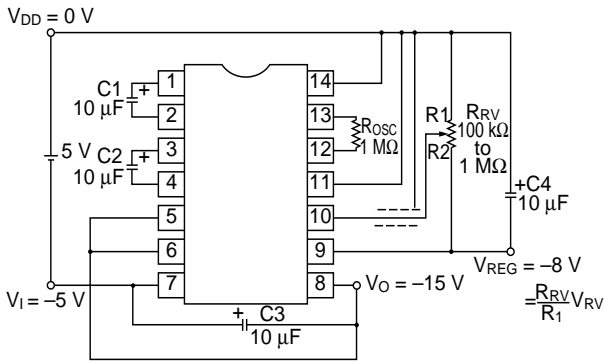 V_DD = 0 V
C1 +
10 µF
1
2
14
13
R_OSC
1 MΩ
R1
R2
R_RV
100 kΩ
to
1 MΩ
5 V
C2 +
10 µF
3
4
12
11
+C4
10 µF
5
10
6
9
V_REG = –8 V
V_I = –5 V
7
8
V_O = –15 V
= R_RV/R_1 V_RV
+ C3
10 µF